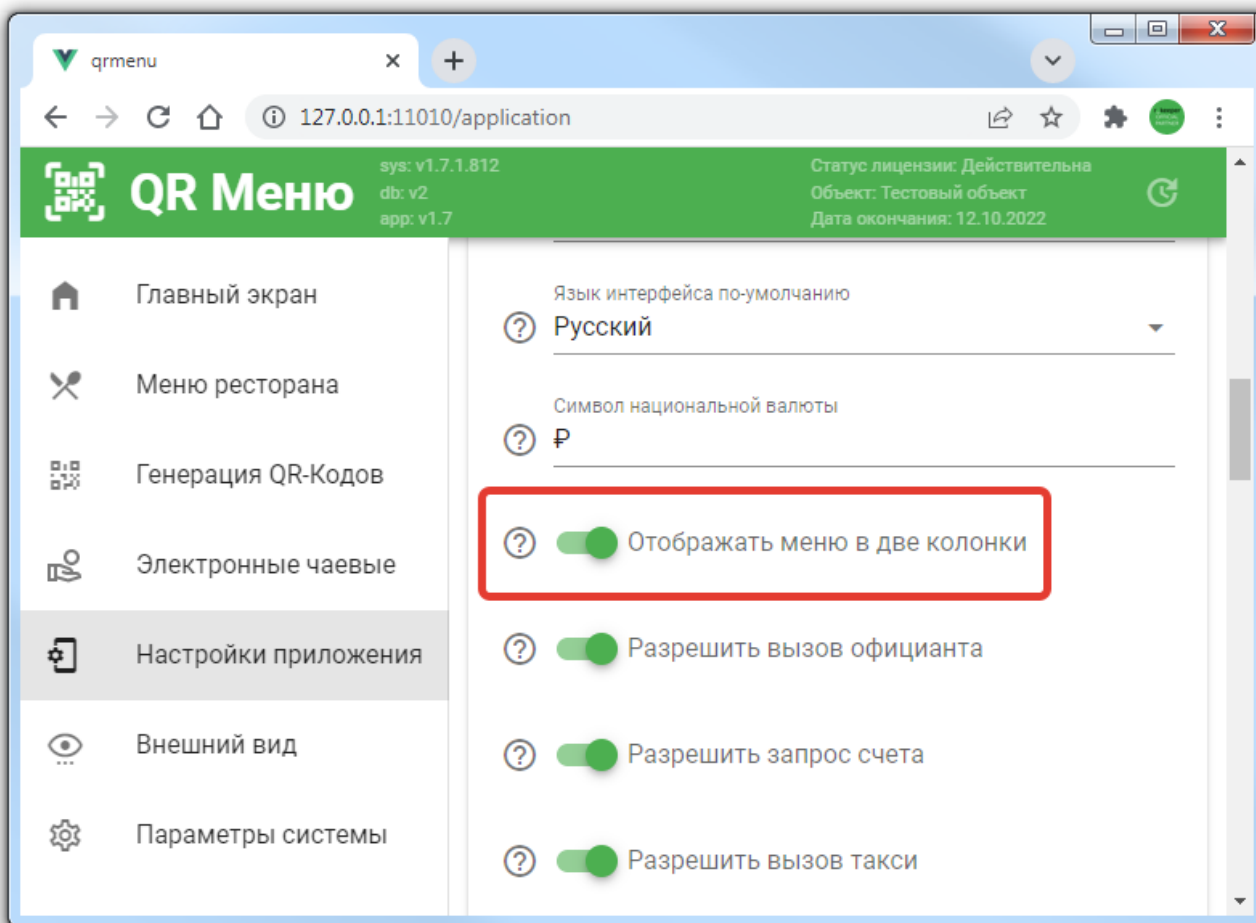 qrmenu
127.0.0.1:11010/application
QR Меню
sys: v1.7.1.812
db: v2
app: v1.7
Статус лицензии: Действительна
Объект: Тестовый объект
Дата окончания: 12.10.2022
Главный экран
Меню ресторана
Генерация QR-Кодов
Электронные чаевые
Настройки приложения
Внешний вид
Параметры системы
Язык интерфейса по-умолчанию
Русский
Символ национальной валюты
₽
Отображать меню в две колонки
Разрешить вызов официанта
Разрешить запрос счета
Разрешить вызов такси